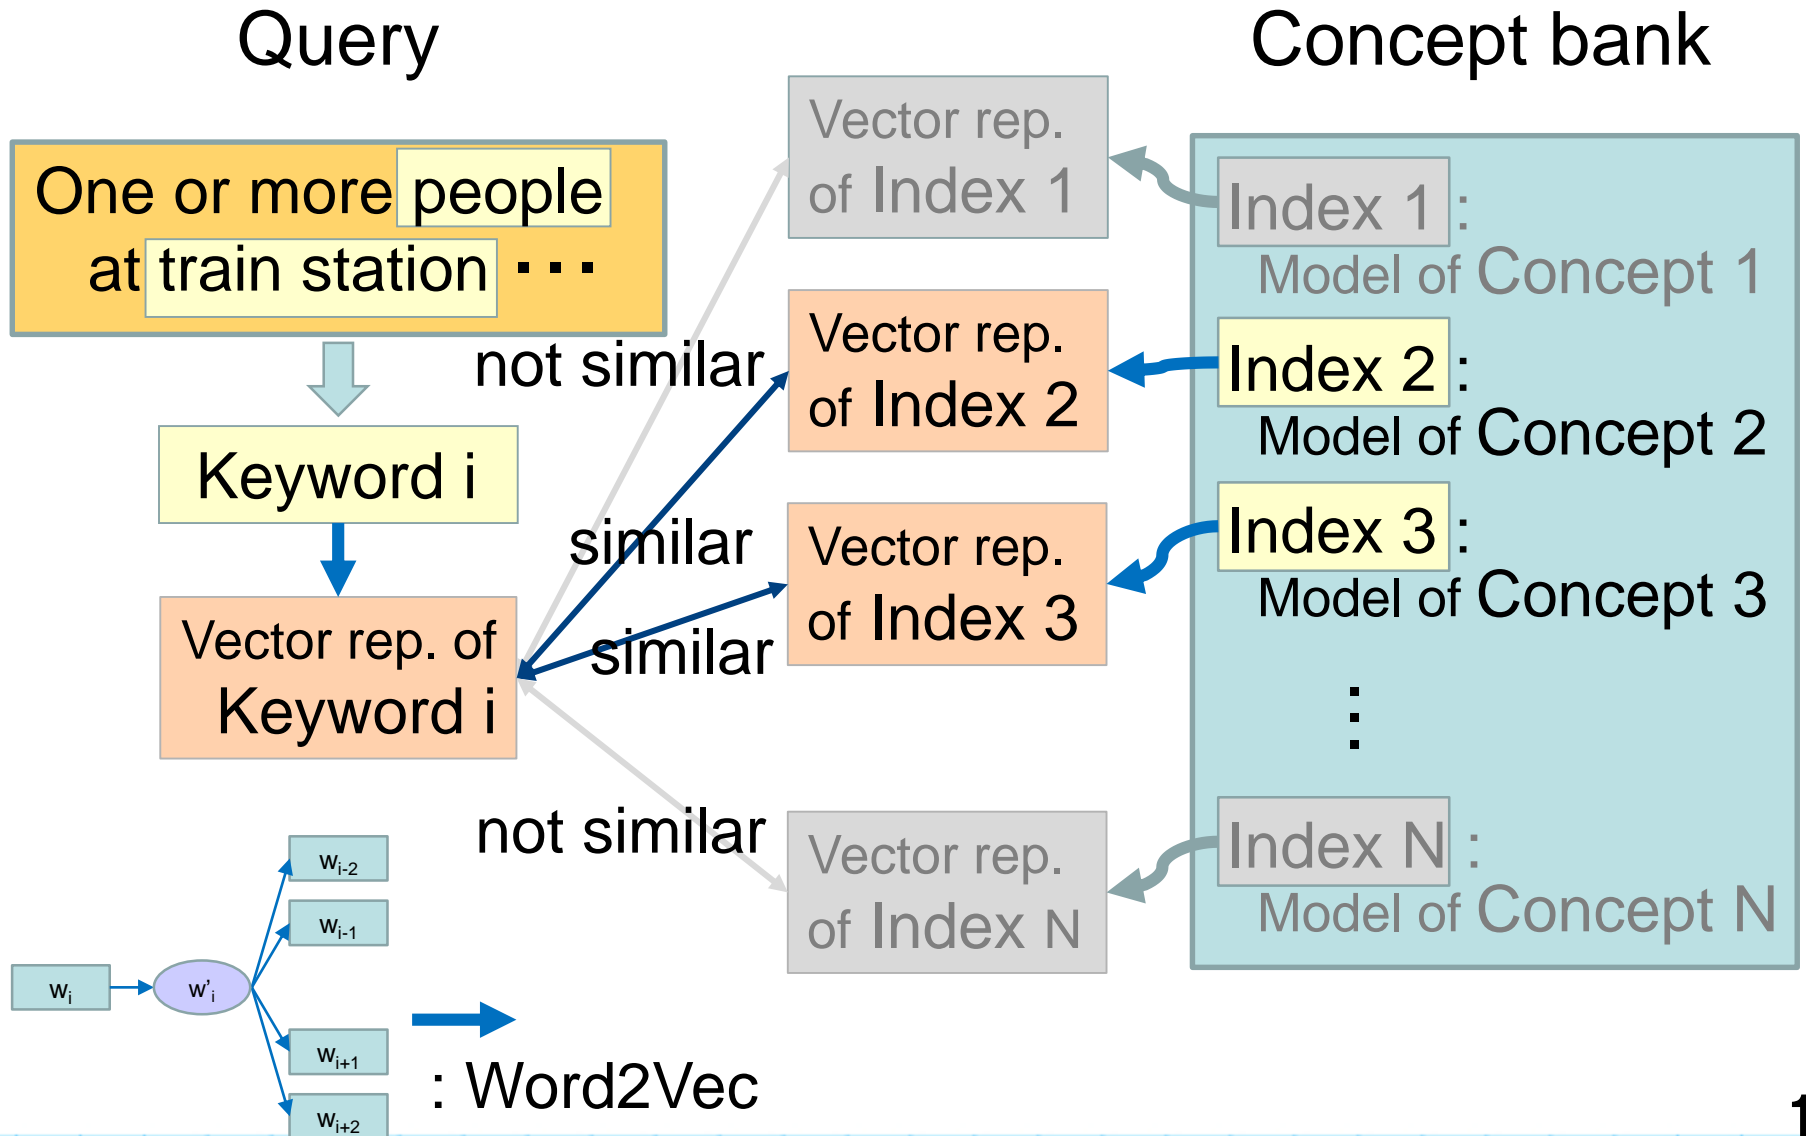 Query
Concept bank
One or more people
at train station ・・・
Keyword i
Vector rep. of
Keyword i
not similar
similar
similar
not similar
Vector rep.
of Index 1
Vector rep.
of Index 2
Vector rep.
of Index 3
Vector rep.
of Index N
Index 1 :
Model of Concept 1
Index 2 :
Model of Concept 2
Index 3 :
Model of Concept 3
⋮
Index N :
Model of Concept N
wi
w'i
wi-2
wi-1
wi+1
wi+2
: Word2Vec
1